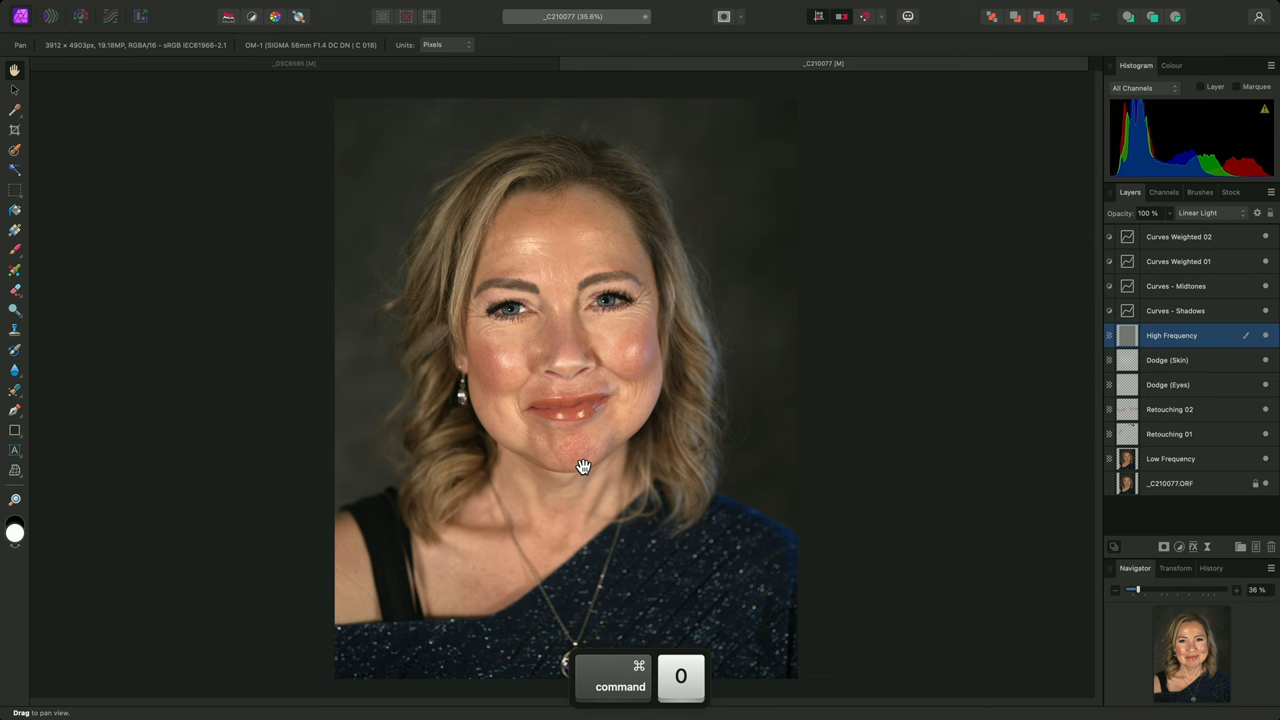 _C210077 (35.6%)
Pan
3912 × 4903px, 19.18MP, RGBA/16 - sRGB IEC61966-2.1
OM-1 (SIGMA 56mm F1.4 DC DN | C 018)
Units:
Pixels
_DSC6585 [M]
_C210077 [M]
Histogram
Colour
All Channels
Layer
Marquee
Layers
Channels
Brushes
Stock
Opacity:
100 %
Linear Light
Curves Weighted 02
Curves Weighted 01
Curves - Midtones
Curves - Shadows
High Frequency
Dodge (Skin)
Dodge (Eyes)
Retouching 02
Retouching 01
Low Frequency
_C210077.ORF
Navigator
Transform
History
36 %
⌘
command
0
Drag to pan view.